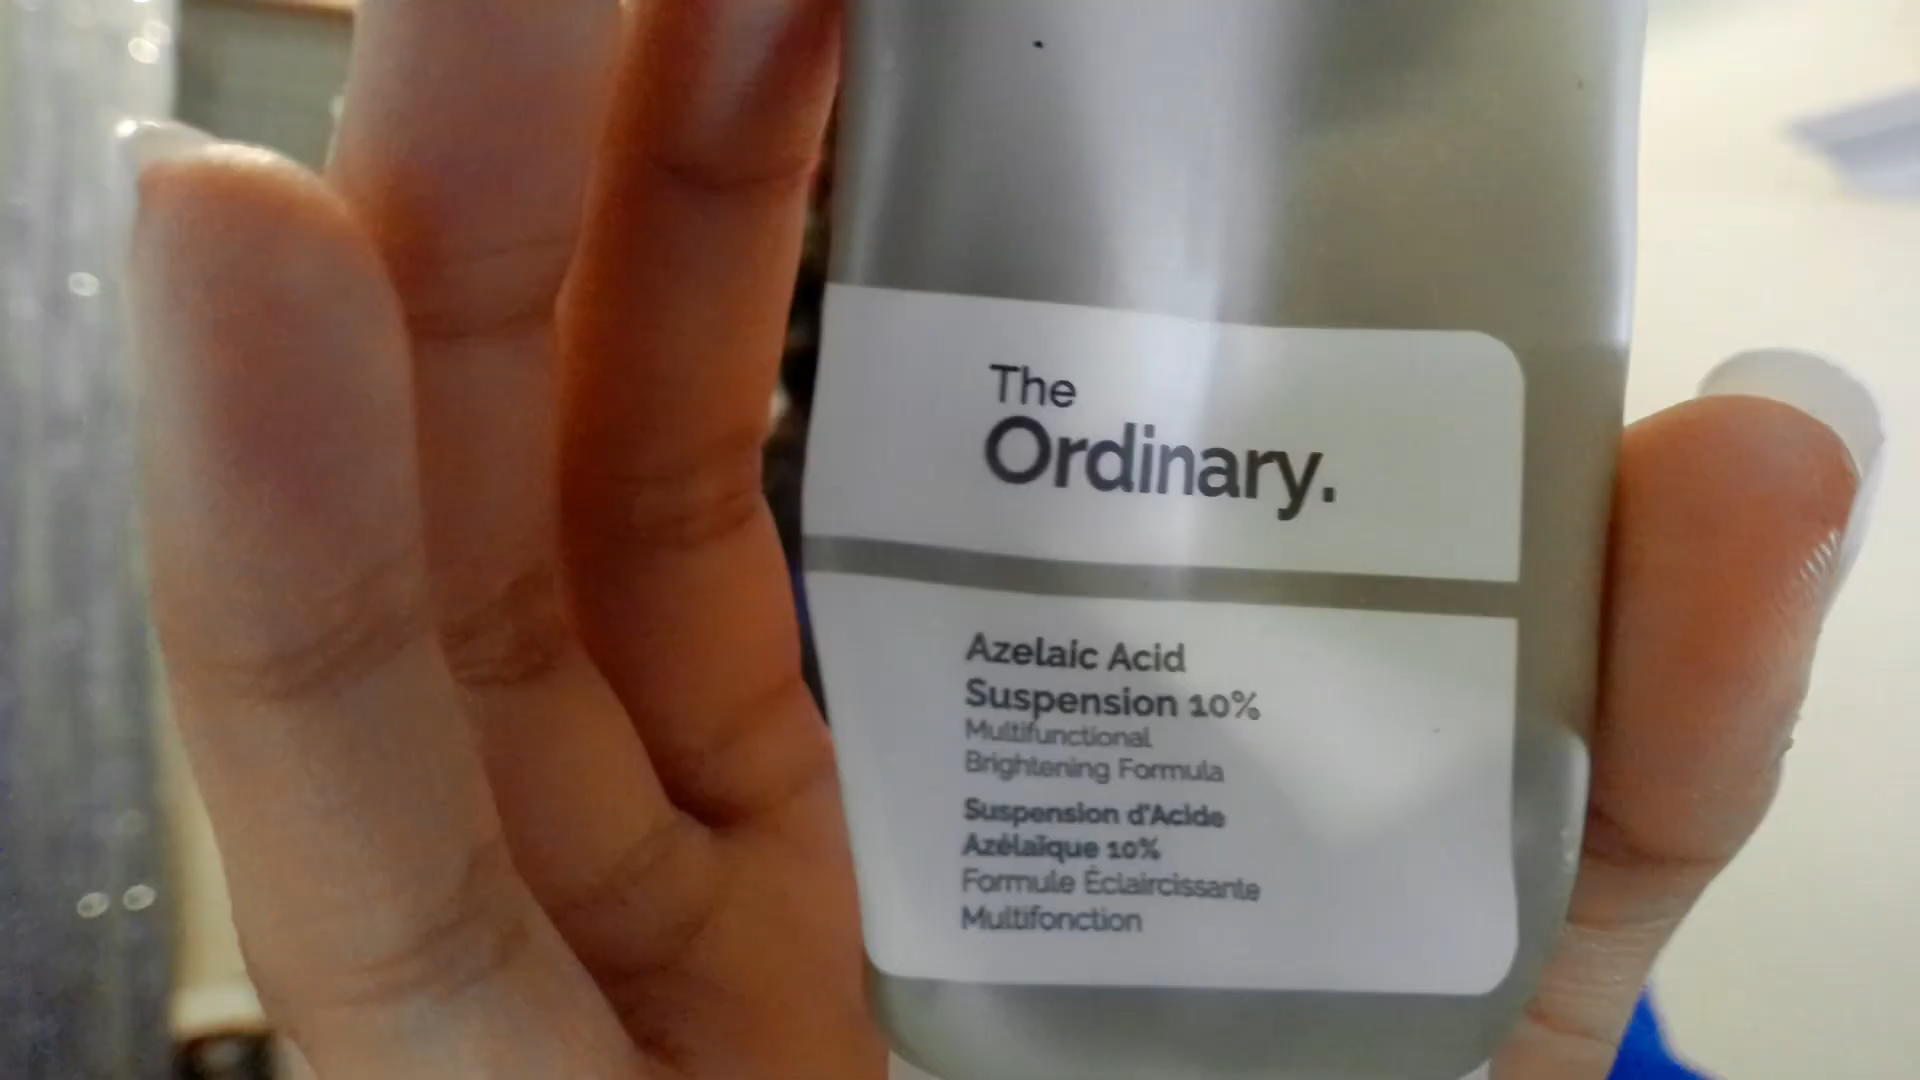 The
Ordinary.
Azelaic Acid
Suspension 10%
Multifunctional
Brightening Formula
Suspension d'Acide
Azélaïque 10%
Formule Éclaircissante
Multifonction